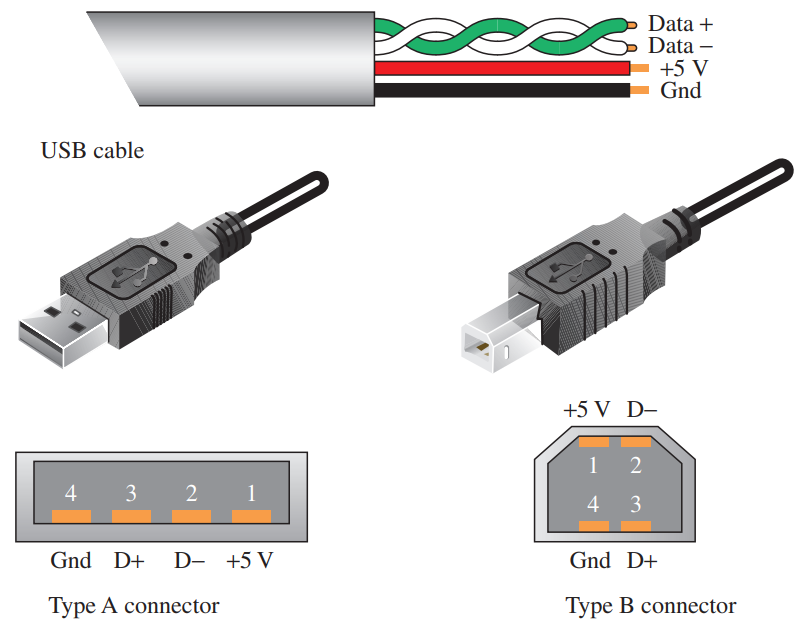 Data +
Data –
+5 V
Gnd
USB cable
+5 V D–
1 2
4 3
Gnd D+
Type B connector
4 3 2 1
Gnd D+ D– +5 V
Type A connector